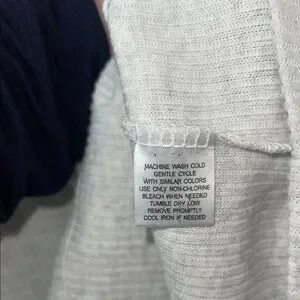 MACHINE WASH COLD
GENTLE CYCLE
WITH SIMILAR COLORS
USE ONLY NON-CHLORINE
BLEACH WHEN NEEDED
TUMBLE DRY LOW
REMOVE PROMPTLY
COOL IRON IF NEEDED